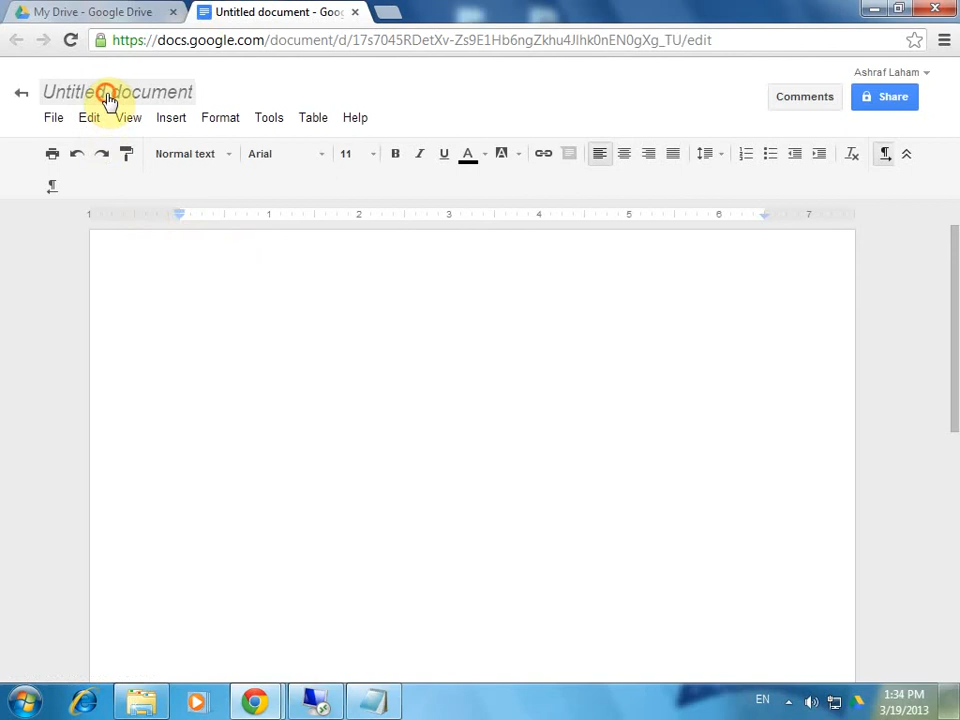 My Drive - Google Drive
Untitled document - Goo
https://docs.google.com/document/d/17s7045RDetXv-Zs9E1Hb6ngZkhu4Jlhk0nEN0gXg_TU/edit
Ashraf Laham
Untitled document
Comments
Share
File Edit View Insert Format Tools Table Help
Normal text Arial 11 B I U A A
1 1 2 3 4 5 6 7
EN
1:34 PM
3/19/2013